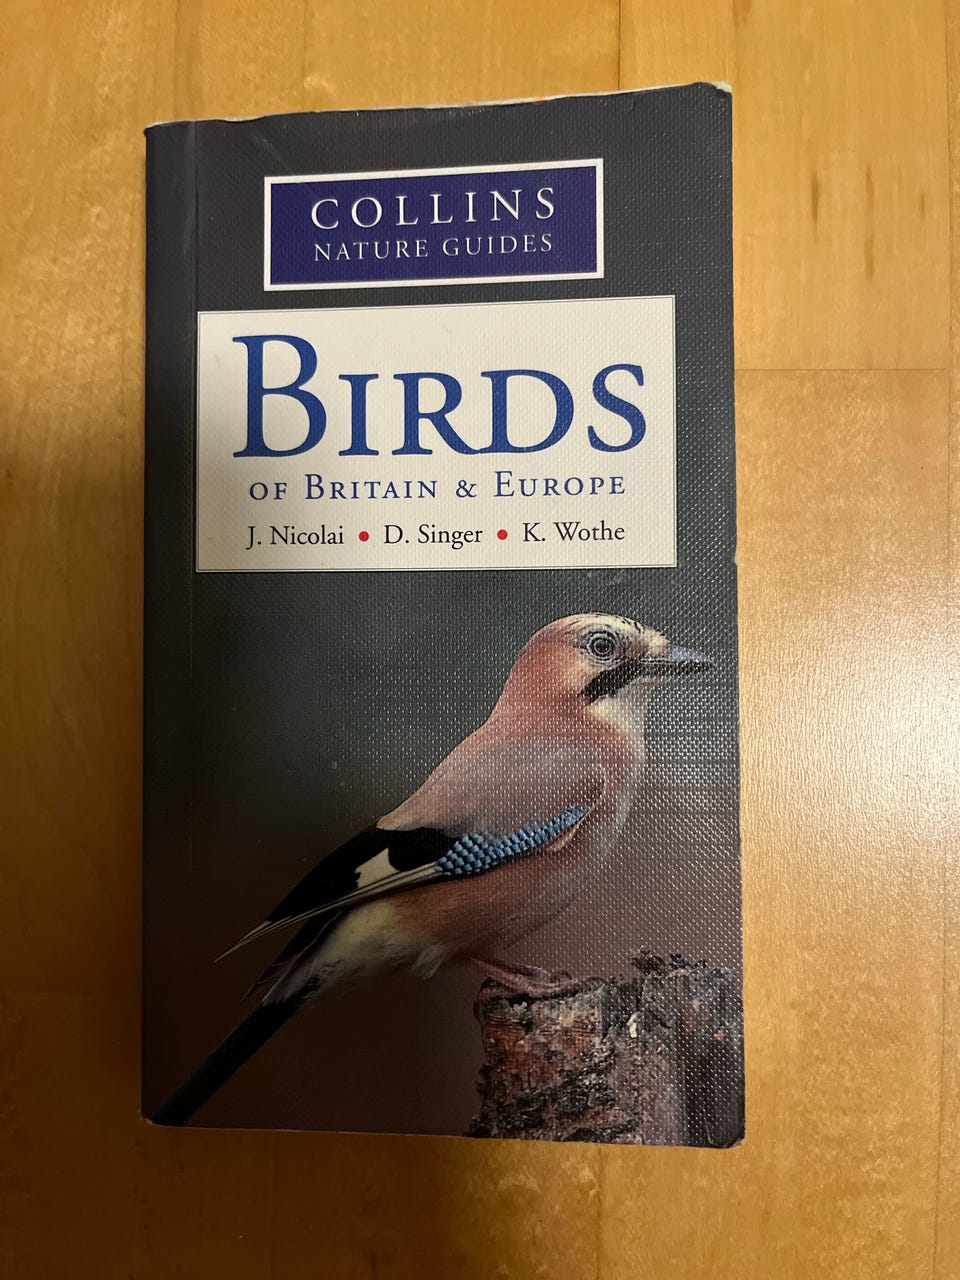 COLLINS
NATURE GUIDES
BIRDS
OF BRITAIN & EUROPE
J. Nicolai • D. Singer • K. Wothe